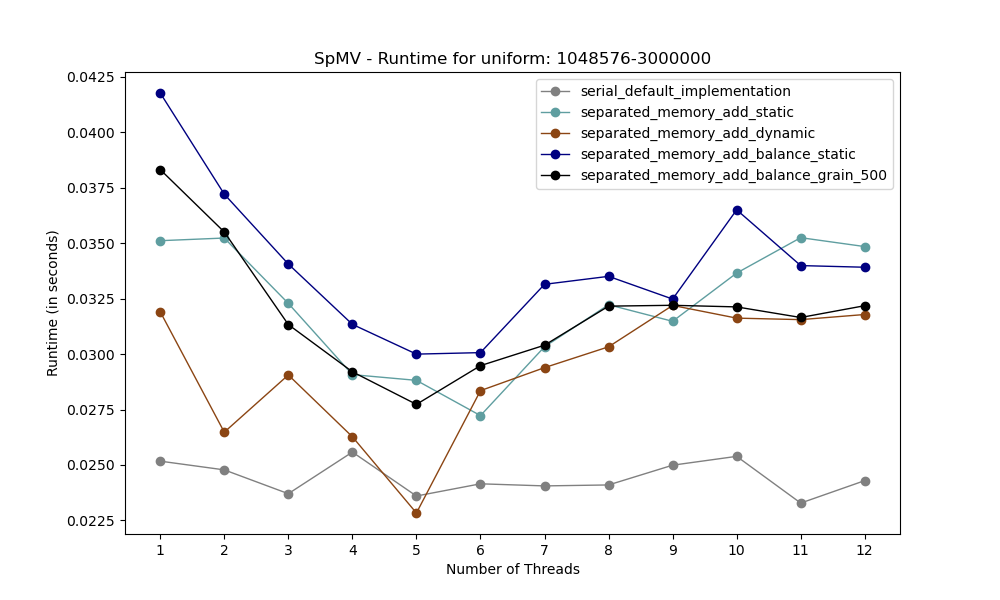 SpMV - Runtime for uniform: 1048576-3000000
serial_default_implementation
separated_memory_add_static
separated_memory_add_dynamic
separated_memory_add_balance_static
separated_memory_add_balance_grain_500
Runtime (in seconds)
0.0425
0.0400
0.0375
0.0350
0.0325
0.0300
0.0275
0.0250
0.0225
1 2 3 4 5 6 7 8 9 10 11 12
Number of Threads